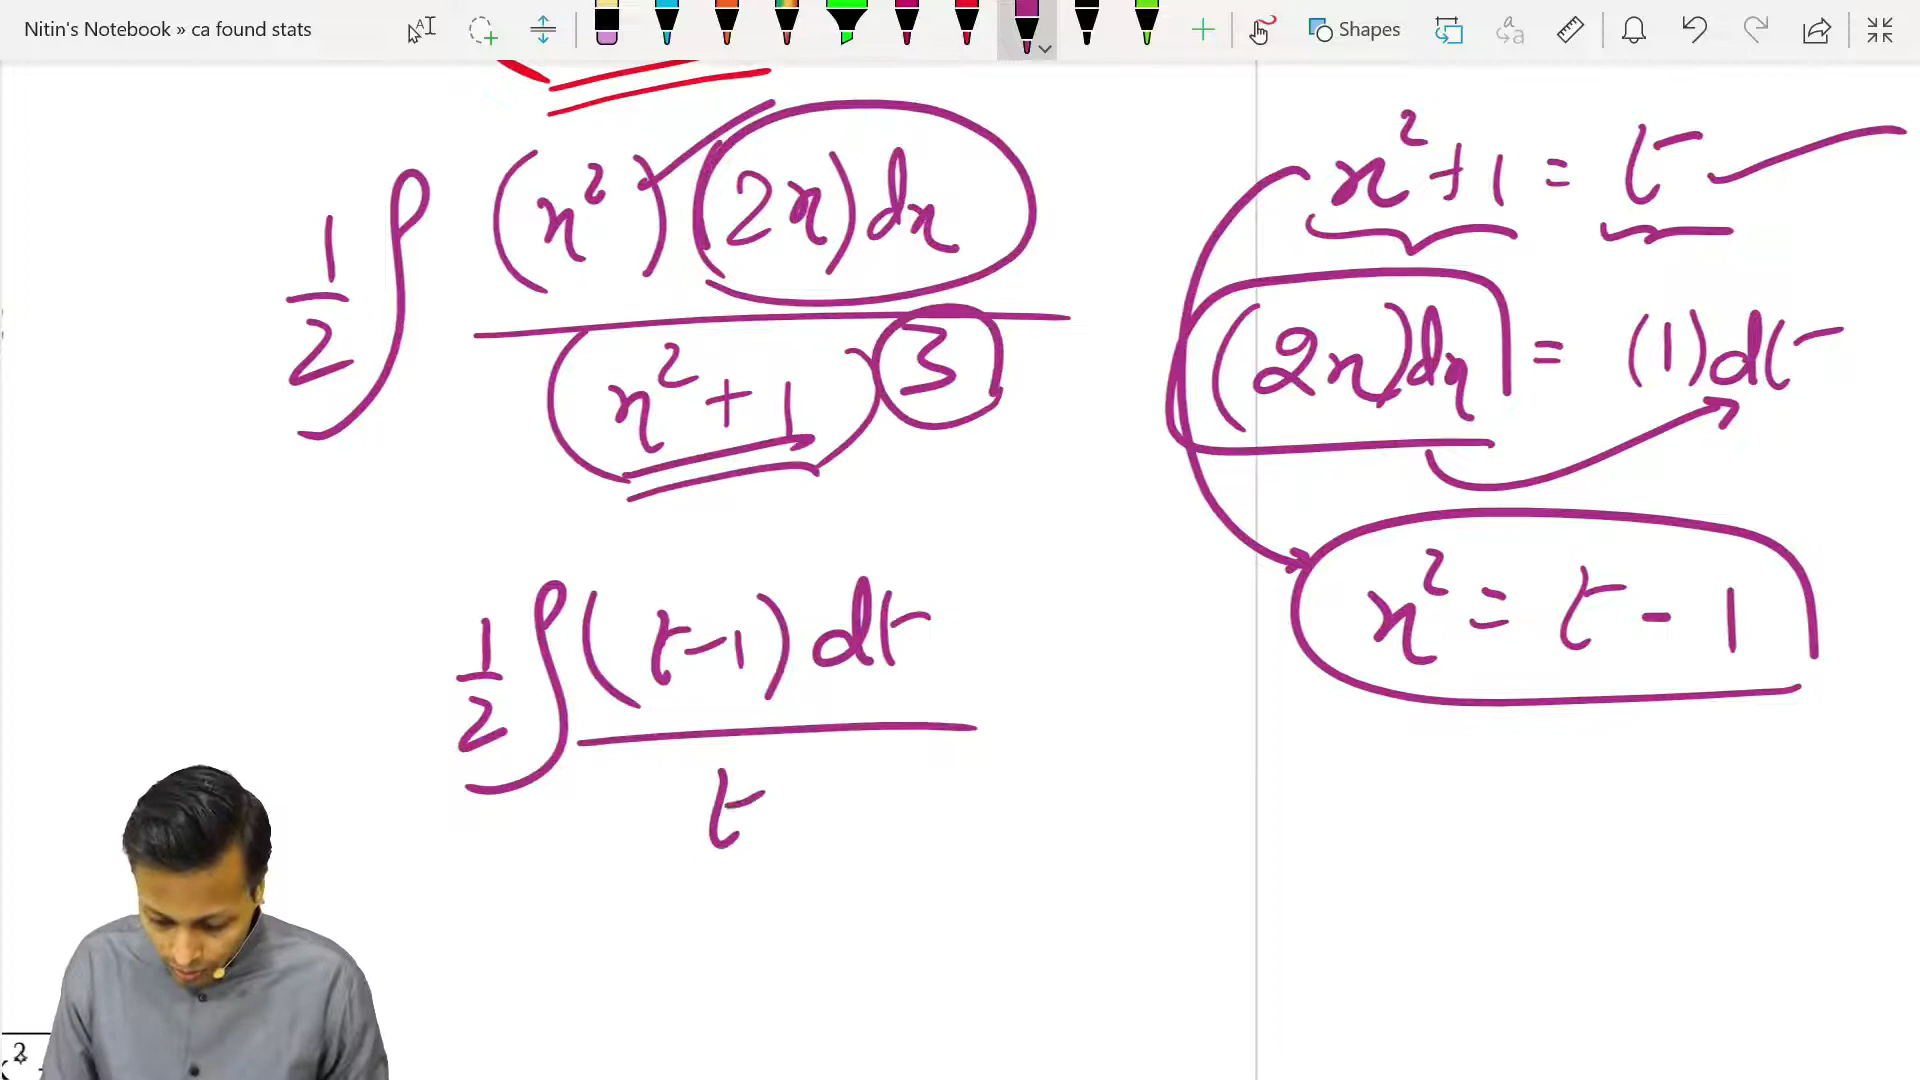 Nitin's Notebook » ca found stats
Shapes
1/2 ∫ (x²)(2x)dx / (x²+1)³
x²+1 = t
(2x)dx = (1)dt
x² = t - 1
1/2 ∫ (t-1) dt / t